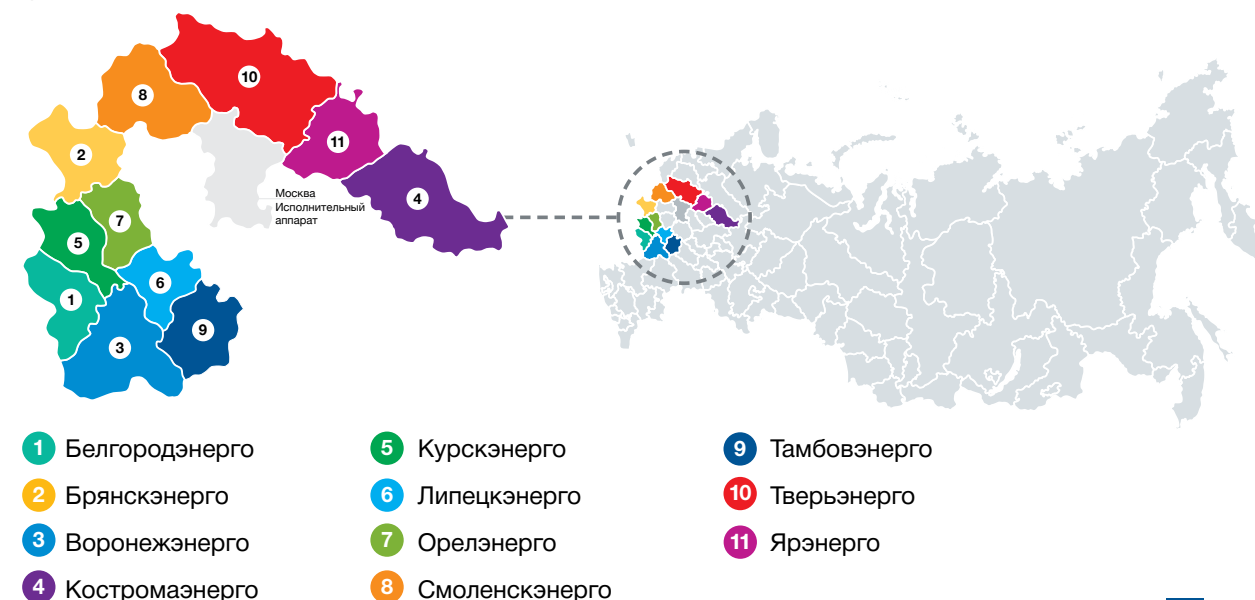 10
8
11
2
Москва
Исполнительный
аппарат
4
7
5
6
1
9
3
1 Белгородэнерго
2 Брянскэнерго
3 Воронежэнерго
4 Костромаэнерго
5 Курскэнерго
6 Липецкэнерго
7 Орелэнерго
8 Смоленскэнерго
9 Тамбовэнерго
10 Тверьэнерго
11 Ярэнерго